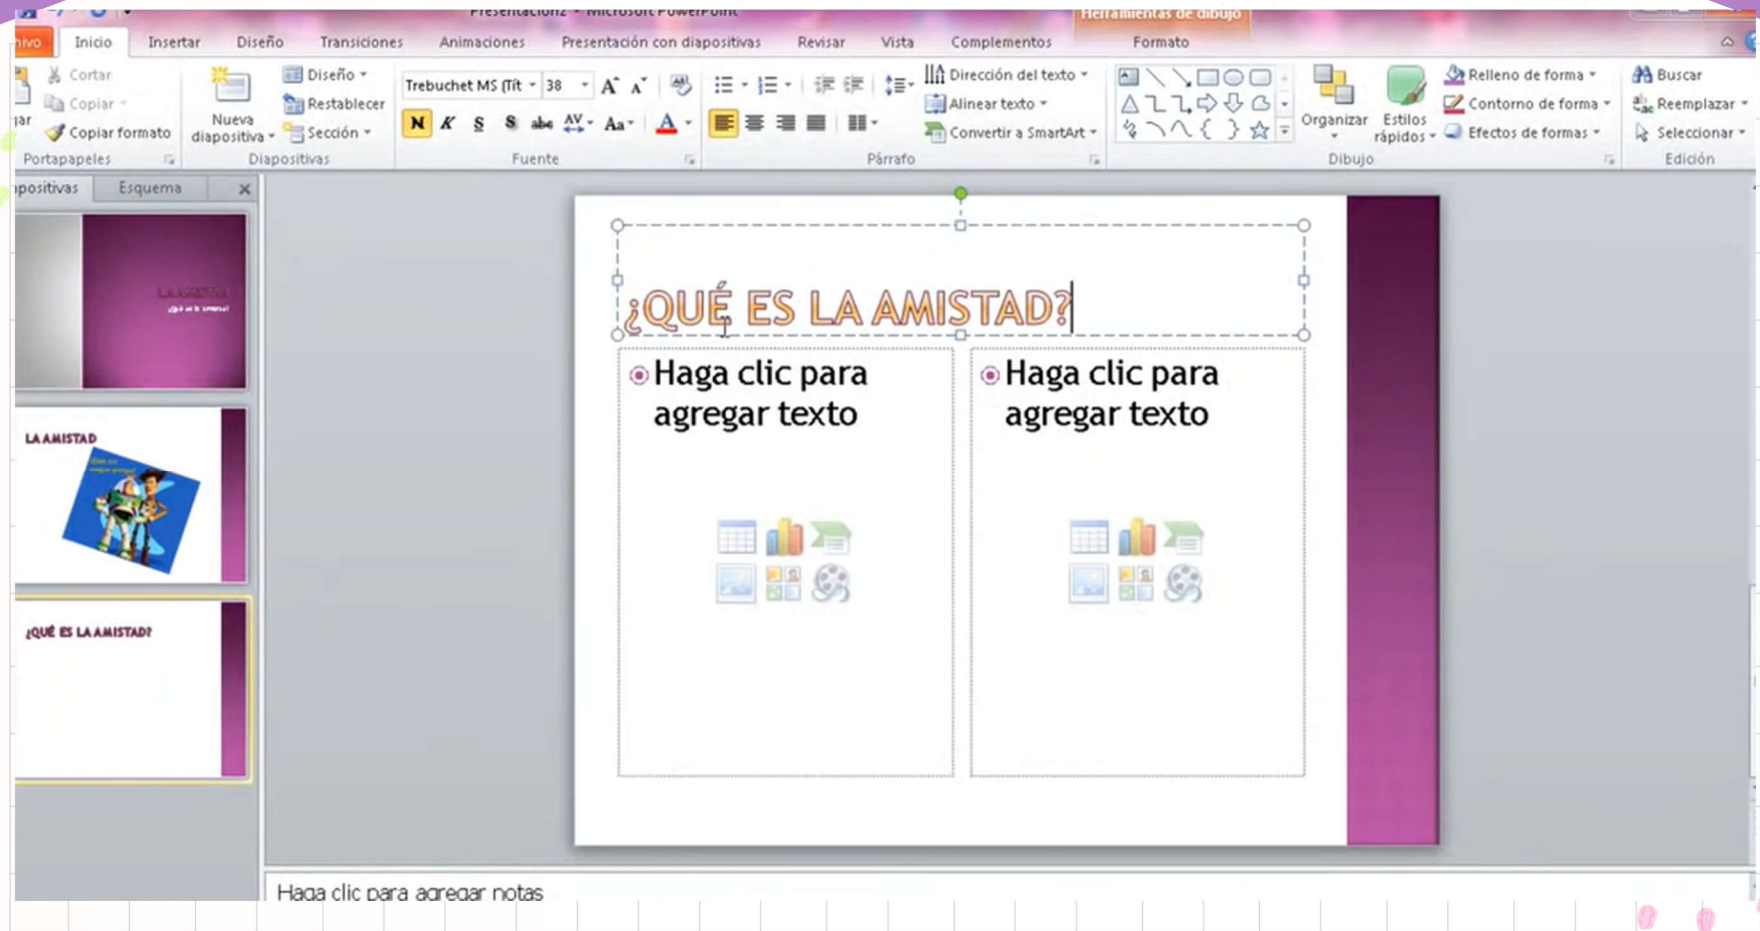 Presentación2 - Microsoft PowerPoint
Herramientas de dibujo
Inicio
Insertar
Diseño
Transiciones
Animaciones
Presentación con diapositivas
Revisar
Vista
Complementos
Formato
Cortar
Copiar
Copiar formato
Portapapeles
Nueva
diapositiva
Diseño
Restablecer
Sección
Diapositivas
Trebuchet MS (Tít
38
N K S S abc AV Aa A
Fuente
Dirección del texto
Alinear texto
Convertir a SmartArt
Párrafo
Organizar
Estilos
rápidos
Relleno de forma
Contorno de forma
Efectos de formas
Dibujo
Buscar
Reemplazar
Seleccionar
Edición
Esquema
LA AMISTAD
¿QUÉ ES LA AMISTAD?
¿QUÉ ES LA AMISTAD?
Haga clic para
agregar texto
Haga clic para
agregar texto
Haga clic para agregar notas